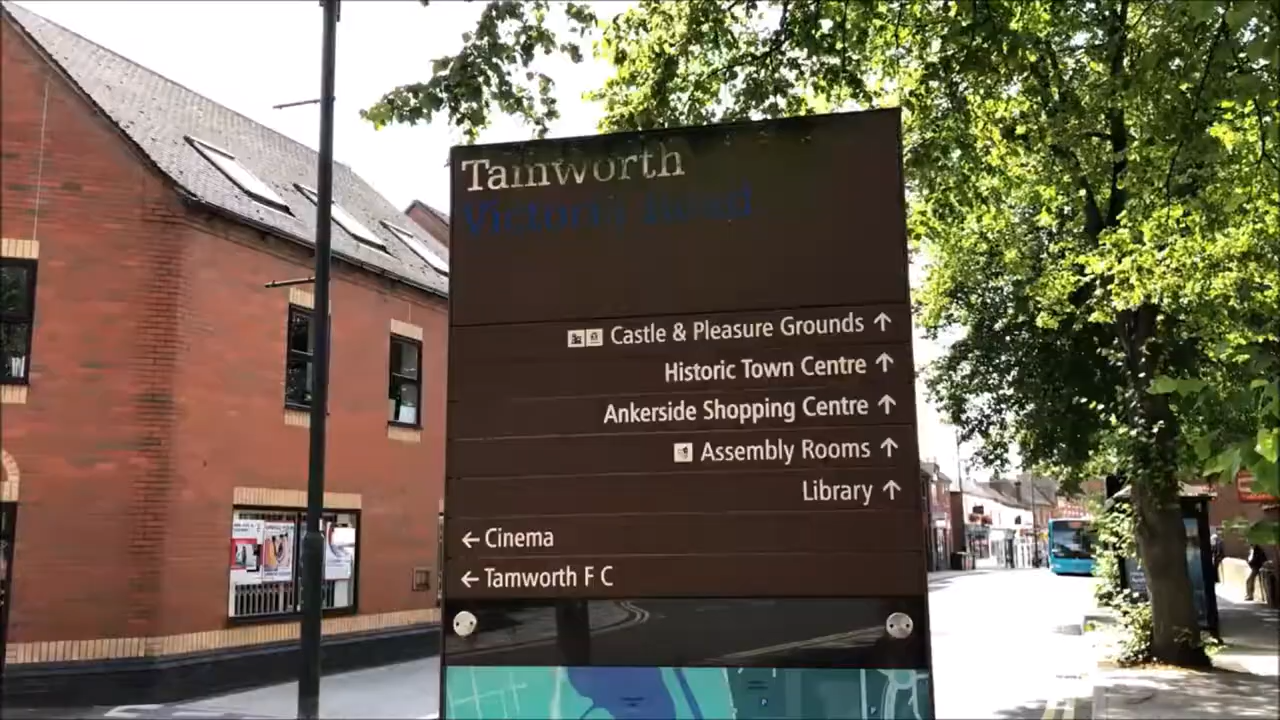 Tamworth
Victoria Road
Castle & Pleasure Grounds ↑
Historic Town Centre ↑
Ankerside Shopping Centre ↑
Assembly Rooms ↑
Library ↑
← Cinema
← Tamworth F C